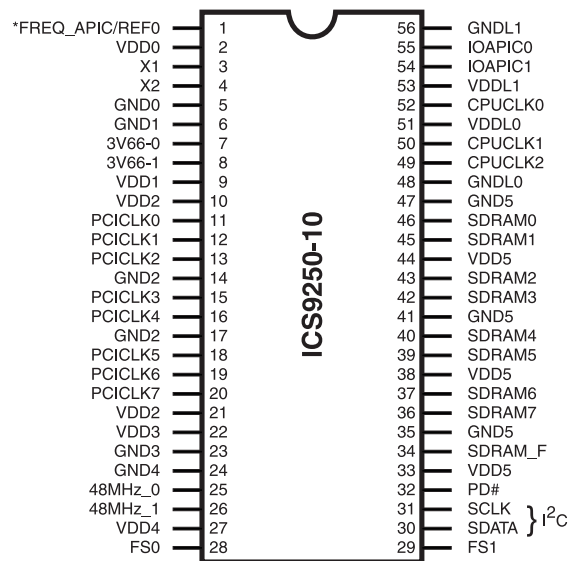 *FREQ_APIC/REF0 1 56 GNDL1
VDD0 2 55 IOAPIC0
X1 3 54 IOAPIC1
X2 4 53 VDDL1
GND0 5 52 CPUCLK0
GND1 6 51 VDDL0
3V66-0 7 50 CPUCLK1
3V66-1 8 49 CPUCLK2
VDD1 9 48 GNDL0
VDD2 10 47 GND5
PCICLK0 11 46 SDRAM0
PCICLK1 12 45 SDRAM1
PCICLK2 13 44 VDD5
GND2 14 43 SDRAM2
PCICLK3 15 42 SDRAM3
PCICLK4 16 41 GND5
GND2 17 40 SDRAM4
PCICLK5 18 39 SDRAM5
PCICLK6 19 38 VDD5
PCICLK7 20 37 SDRAM6
VDD2 21 36 SDRAM7
VDD3 22 35 GND5
GND3 23 34 SDRAM_F
GND4 24 33 VDD5
48MHz_0 25 32 PD#
48MHz_1 26 31 SCLK
VDD4 27 30 SDATA
FS0 28 29 FS1
ICS9250-10
} I²C